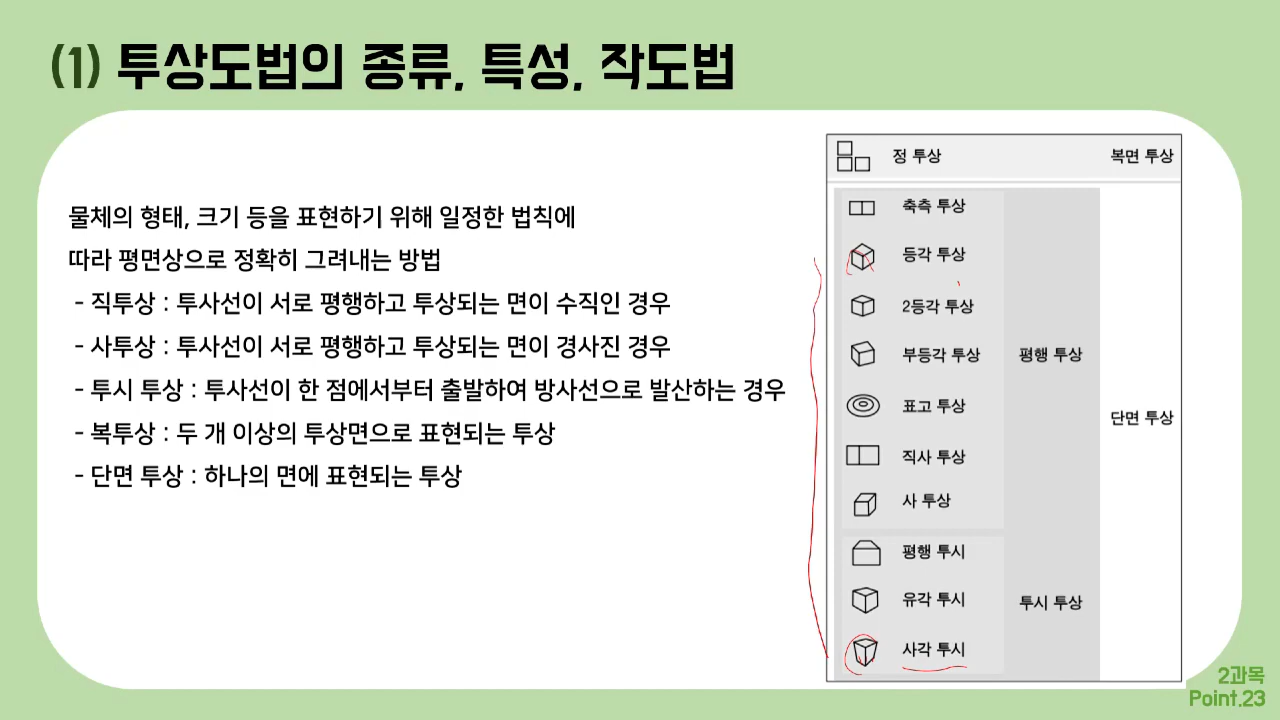 (1) 투상도법의 종류, 특성, 작도법
물체의 형태, 크기 등을 표현하기 위해 일정한 법칙에
따라 평면상으로 정확히 그려내는 방법
- 직투상 : 투사선이 서로 평행하고 투상되는 면이 수직인 경우
- 사투상 : 투사선이 서로 평행하고 투상되는 면이 경사진 경우
- 투시 투상 : 투사선이 한 점에서부터 출발하여 방사선으로 발산하는 경우
- 복투상 : 두 개 이상의 투상면으로 표현되는 투상
- 단면 투상 : 하나의 면에 표현되는 투상
정 투상 복면 투상
축측 투상
등각 투상
2등각 투상
부등각 투상 평행 투상
표고 투상
단면 투상
직사 투상
사 투상
평행 투시
유각 투시 투시 투상
사각 투시
2과목
Point.23